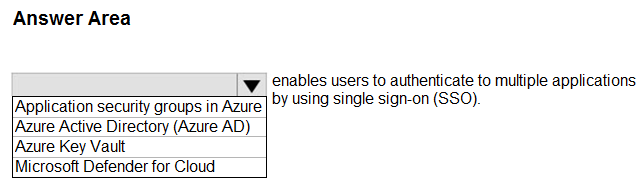 Answer Area
enables users to authenticate to multiple applications
by using single sign-on (SSO).
Application security groups in Azure
Azure Active Directory (Azure AD)
Azure Key Vault
Microsoft Defender for Cloud